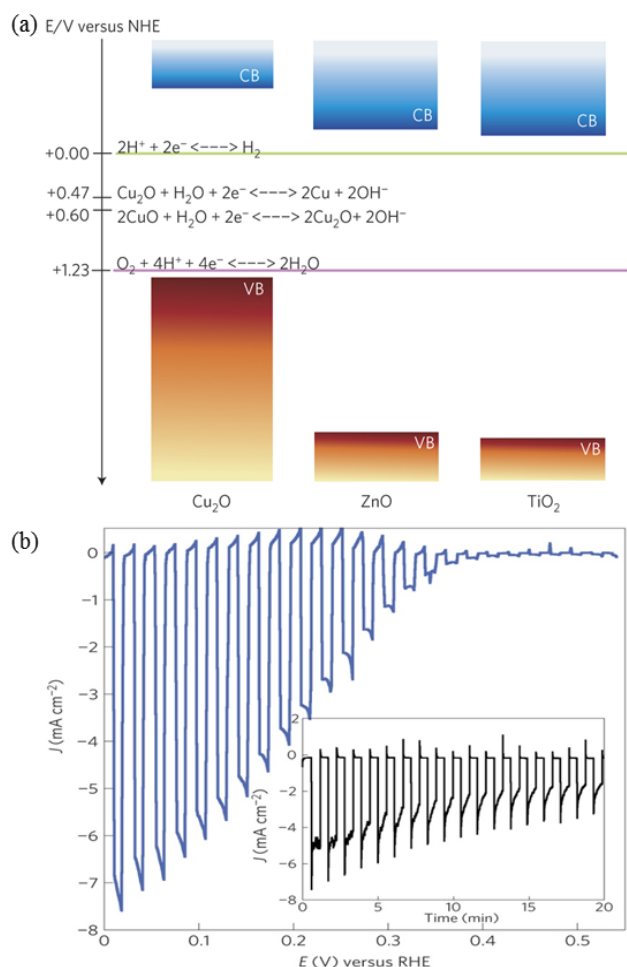 (a) E/V versus NHE
CB
CB
CB
+0.00
2H⁺ + 2e⁻ <---> H₂
+0.47
Cu₂O + H₂O + 2e⁻ <---> 2Cu + 2OH⁻
+0.60
2CuO + H₂O + 2e⁻ <---> 2Cu₂O+ 2OH⁻
+1.23
O₂ + 4H⁺ + 4e⁻ <---> 2H₂O
VB
VB
VB
Cu₂O ZnO TiO₂
(b)
0
−1
−2
−3
−4
−5
−6
−7
−8
J (mA cm⁻²)
0 0.1 0.2 0.3 0.4 0.5
E (V) versus RHE
2
0
−4
−6
−8
J (mA cm⁻²)
0 5 10 15 20
Time (min)